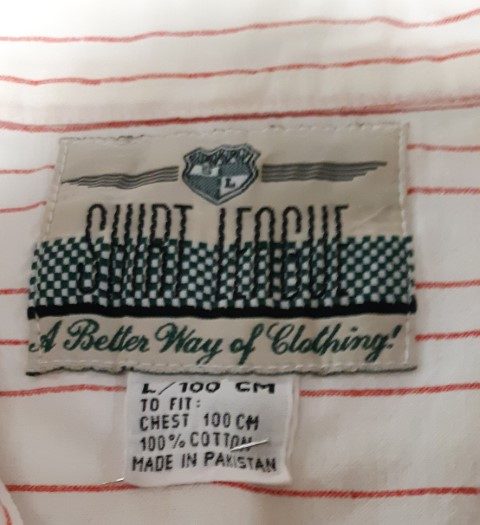 L
SHIRT LEAGUE
A Better Way of Clothing!
L/100 CM
TO FIT:
CHEST 100 CM
100% COTTON
MADE IN PAKISTAN